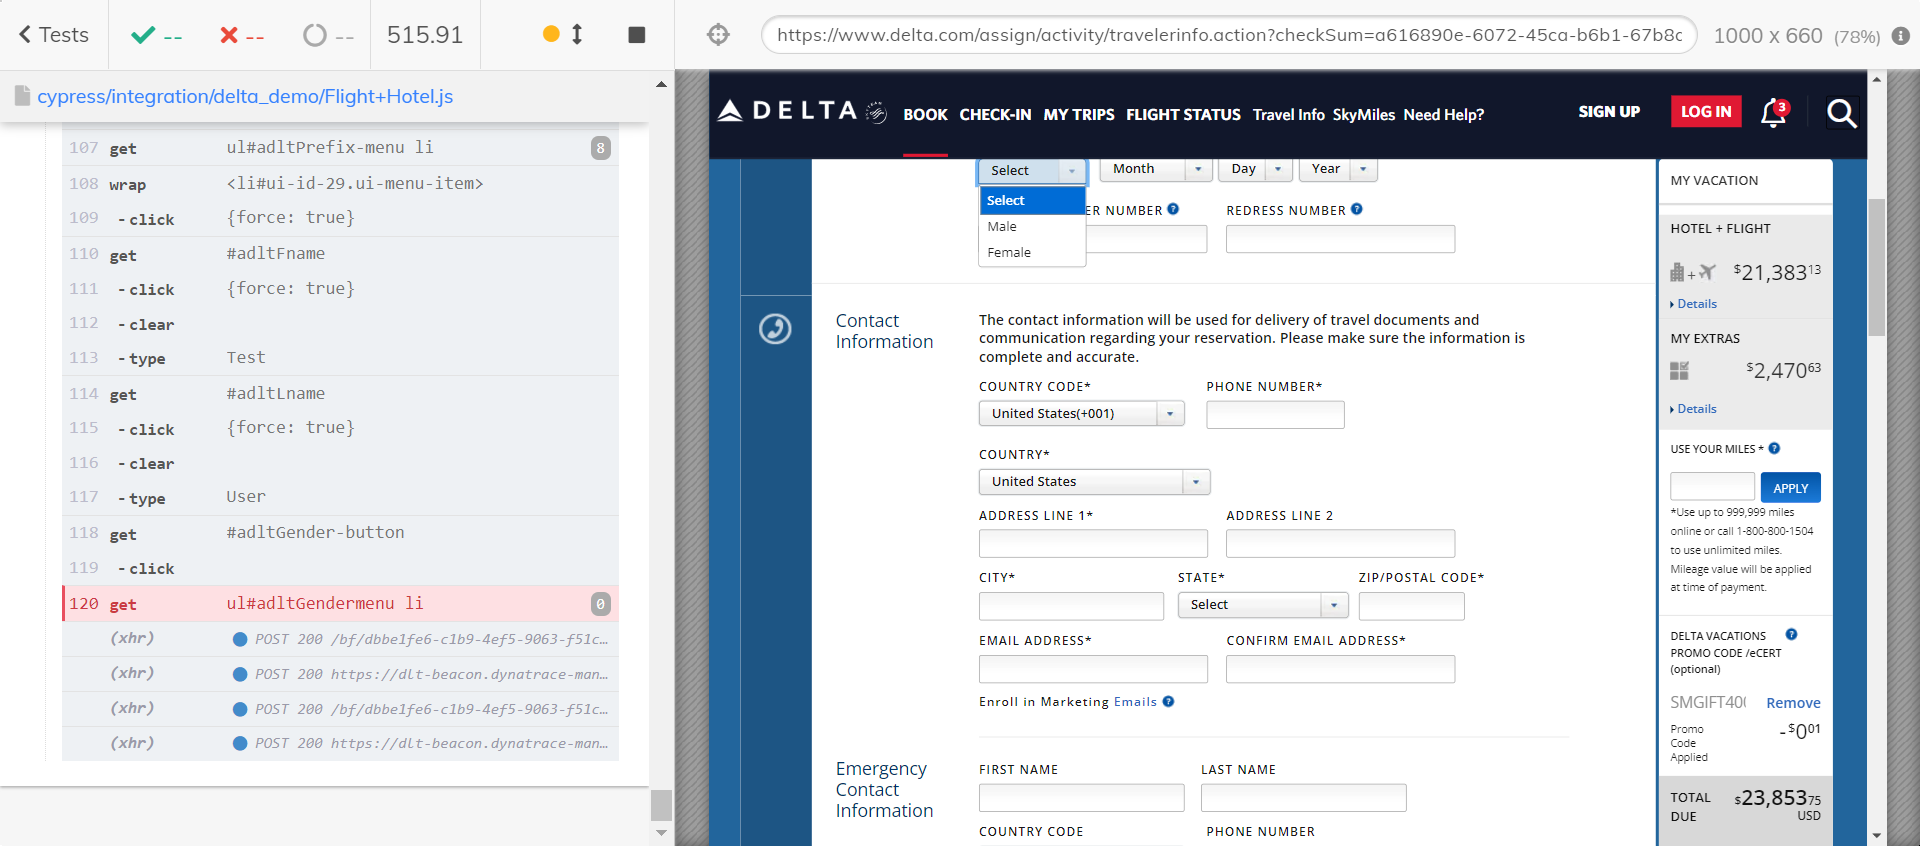 Tests
--
--
--
515.91
https://www.delta.com/assign/activity/travelerinfo.action?checkSum=a616890e-6072-45ca-b6b1-67b8c
1000 x 660 (78%)
cypress/integration/delta_demo/Flight+Hotel.js
107 get ul#adltPrefix-menu li 8
108 wrap <li#ui-id-29.ui-menu-item>
109 -click {force: true}
110 get #adltFname
111 -click {force: true}
112 -clear
113 -type Test
114 get #adltLname
115 -click {force: true}
116 -clear
117 -type User
118 get #adltGender-button
119 -click
120 get ul#adltGendermenu li 0
(xhr) POST 200 /bf/dbbe1fe6-c1b9-4ef5-9063-f51c…
(xhr) POST 200 https://dlt-beacon.dynatrace-man…
(xhr) POST 200 /bf/dbbe1fe6-c1b9-4ef5-9063-f51c…
(xhr) POST 200 https://dlt-beacon.dynatrace-man…
DELTA
BOOK CHECK-IN MY TRIPS FLIGHT STATUS Travel Info SkyMiles Need Help?
SIGN UP
LOG IN
3
Select Month Day Year
Select
Male
Female
ER NUMBER ? REDRESS NUMBER ?
Contact
Information
The contact information will be used for delivery of travel documents and
communication regarding your reservation. Please make sure the information is
complete and accurate.
COUNTRY CODE* PHONE NUMBER*
United States(+001)
COUNTRY*
United States
ADDRESS LINE 1* ADDRESS LINE 2
CITY* STATE* ZIP/POSTAL CODE*
Select
EMAIL ADDRESS* CONFIRM EMAIL ADDRESS*
Enroll in Marketing Emails ?
Emergency
Contact
Information
FIRST NAME LAST NAME
COUNTRY CODE PHONE NUMBER
MY VACATION
HOTEL + FLIGHT
+ $21,38313
Details
MY EXTRAS
$2,47063
Details
USE YOUR MILES * ?
APPLY
*Use up to 999,999 miles
online or call 1-800-800-1504
to use unlimited miles.
Mileage value will be applied
at time of payment.
DELTA VACATIONS ?
PROMO CODE /eCERT
(optional)
SMGIFT400 Remove
Promo
Code
Applied
-$001
TOTAL
DUE
$23,85375
USD